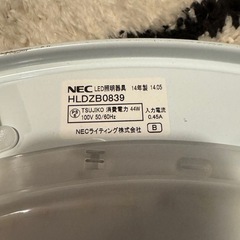 NEC LED照明器具 14年製 14.05
HLDZB0839
TSUJIKO 消費電力 44W 入力電流
100V 50/60Hz 0.45A
NECライティング株式会社 B